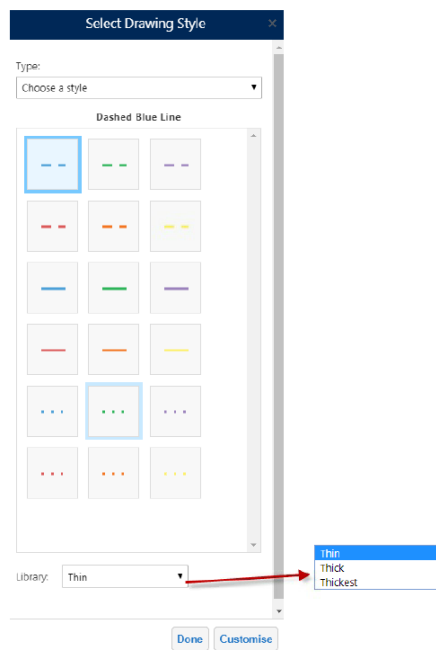 Select Drawing Style ×
Type:
Choose a style
Dashed Blue Line
Library: Thin
Thin
Thick
Thickest
Done Customise